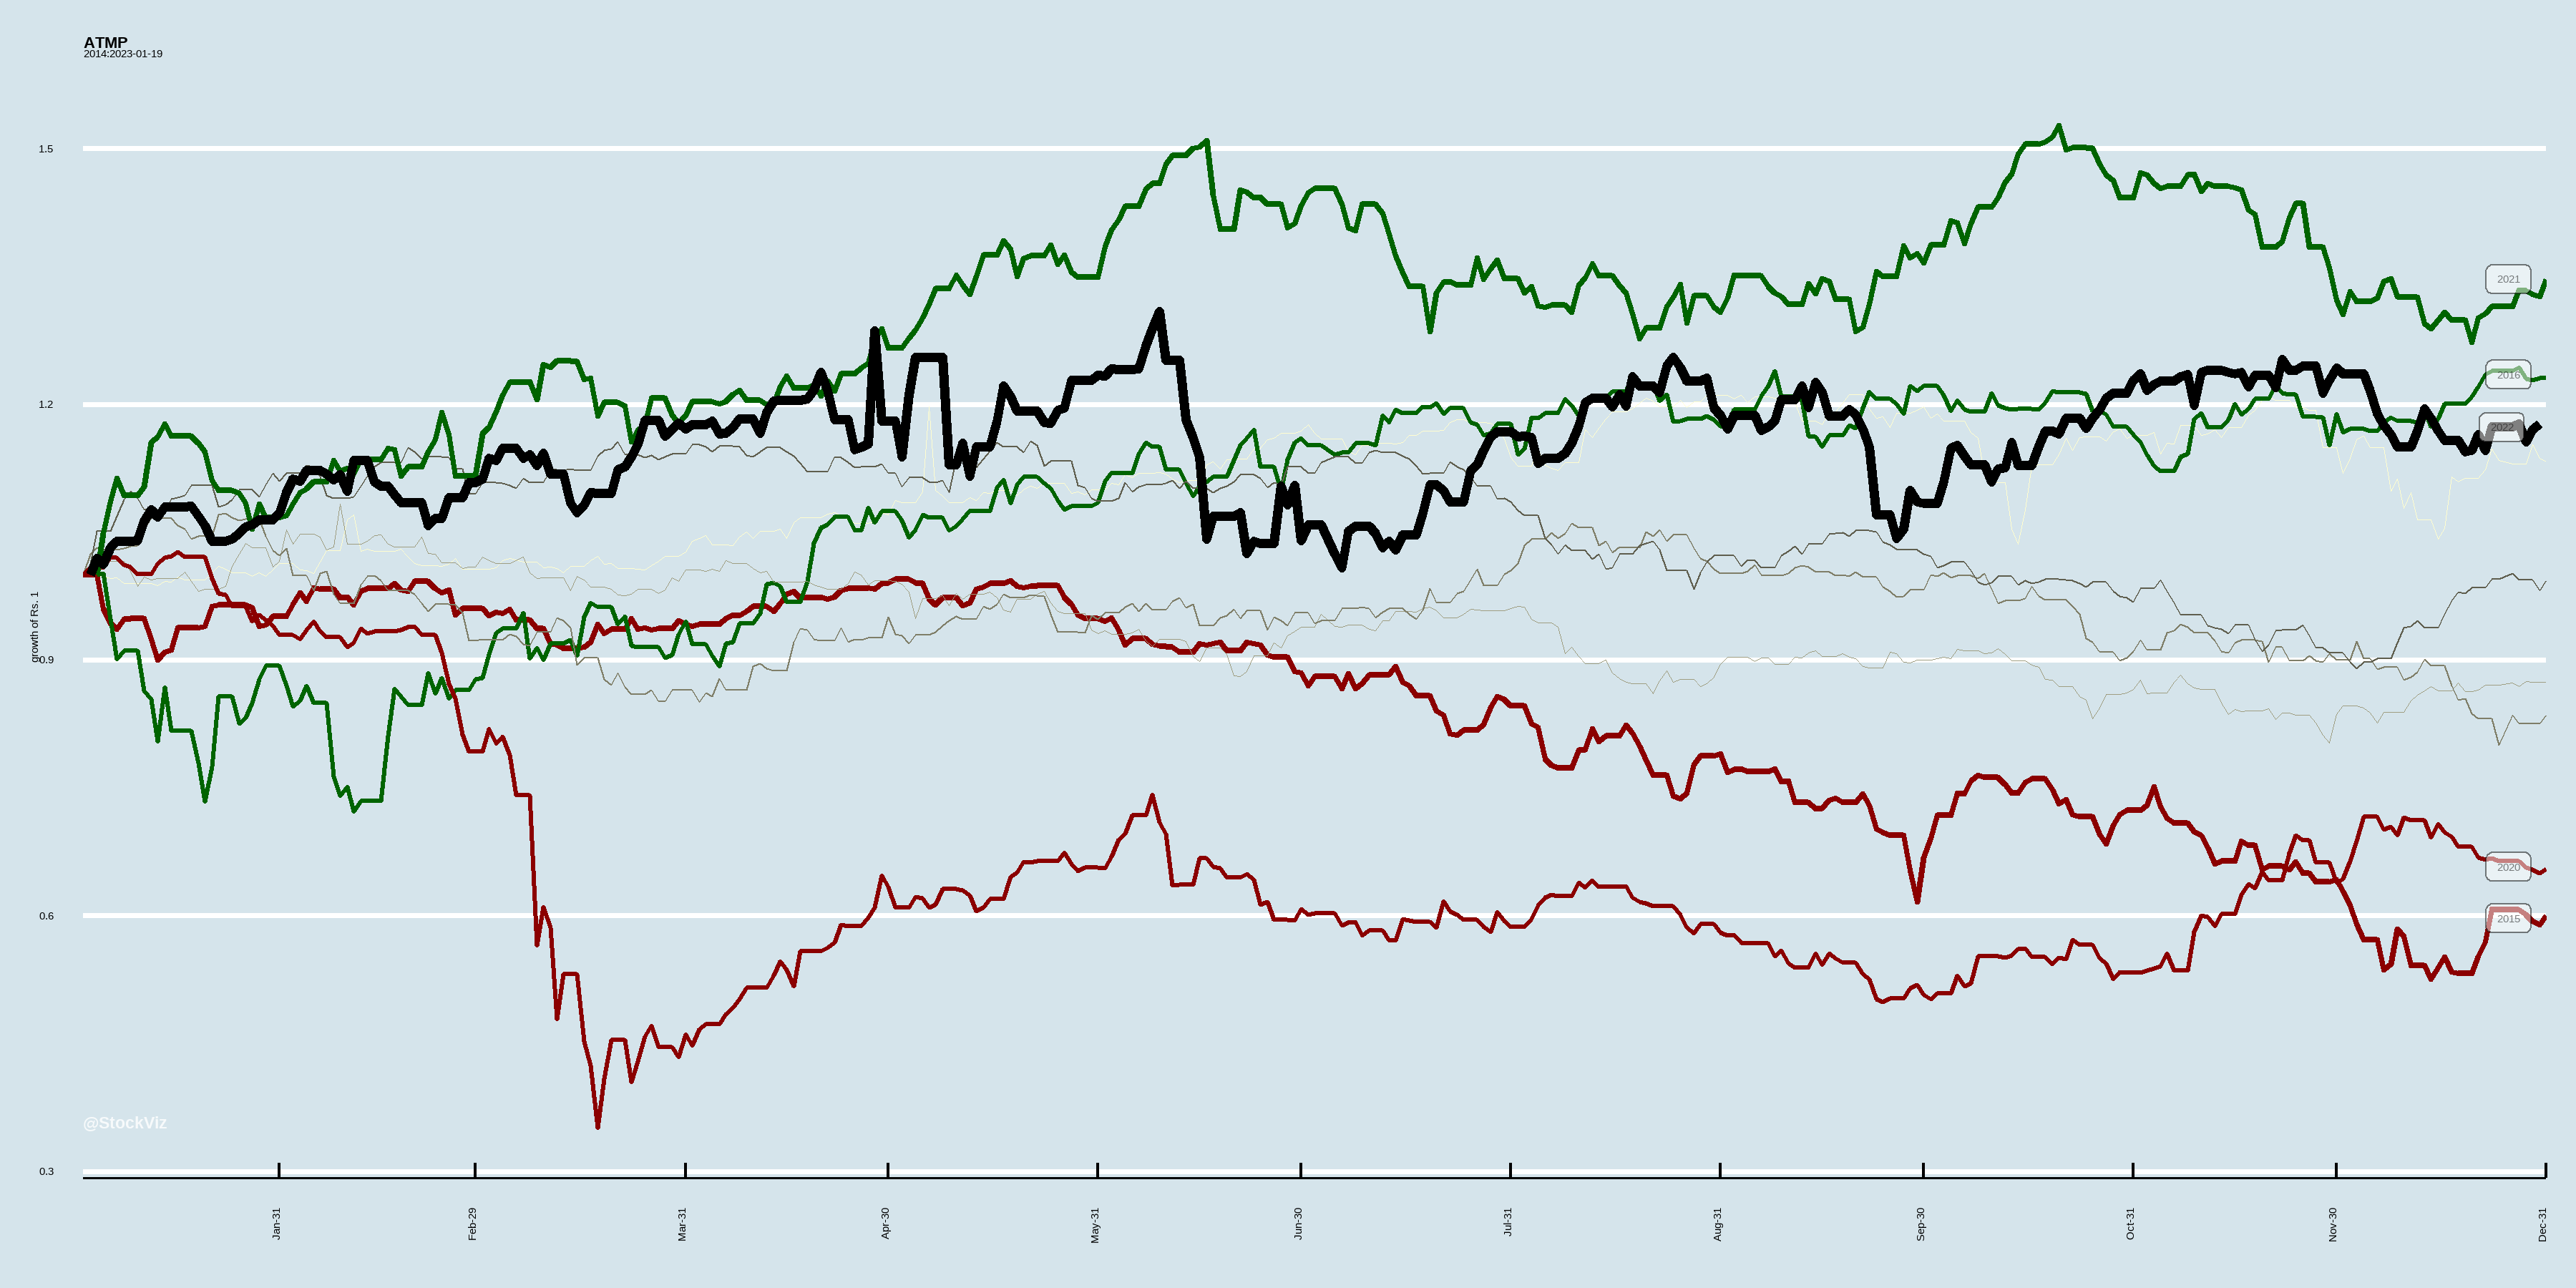 ATMP
2014:2023-01-19
1.5
1.2
0.9
0.6
0.3
growth of Rs. 1
2021
2016
2022
2020
2015
@StockViz
Jan-31
Feb-29
Mar-31
Apr-30
May-31
Jun-30
Jul-31
Aug-31
Sep-30
Oct-31
Nov-30
Dec-31